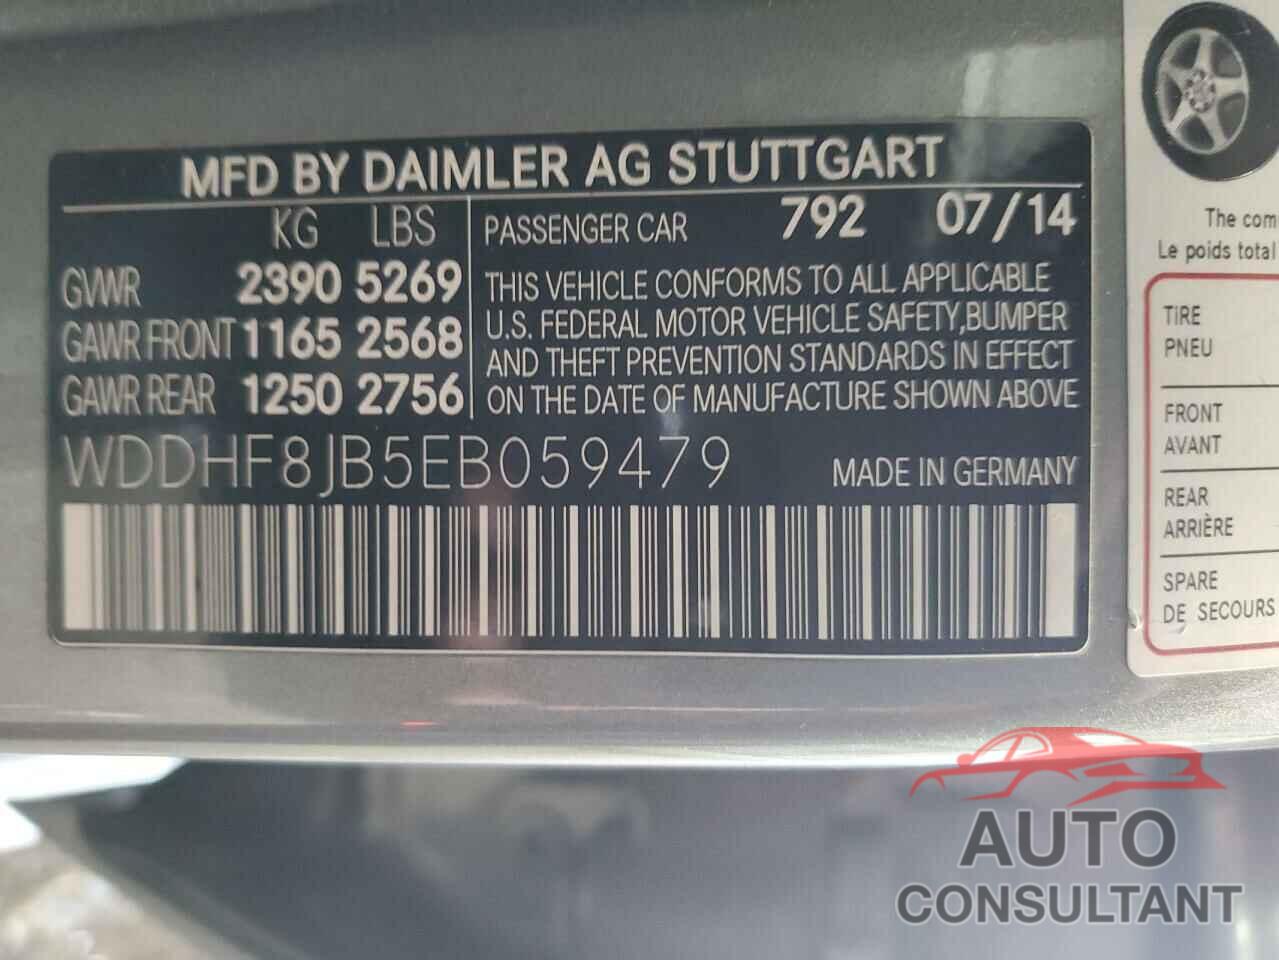 MFD BY DAIMLER AG STUTTGART
KG LBS
GVWR 2390 5269
GAWR FRONT 1165 2568
GAWR REAR 1250 2756
PASSENGER CAR 792 07/14
THIS VEHICLE CONFORMS TO ALL APPLICABLE
U.S. FEDERAL MOTOR VEHICLE SAFETY,BUMPER
AND THEFT PREVENTION STANDARDS IN EFFECT
ON THE DATE OF MANUFACTURE SHOWN ABOVE
WDDHF8JB5EB059479 MADE IN GERMANY
The com
Le poids total
TIRE
PNEU
FRONT
AVANT
REAR
ARRIÈRE
SPARE
DE SECOURS
AUTO
CONSULTANT